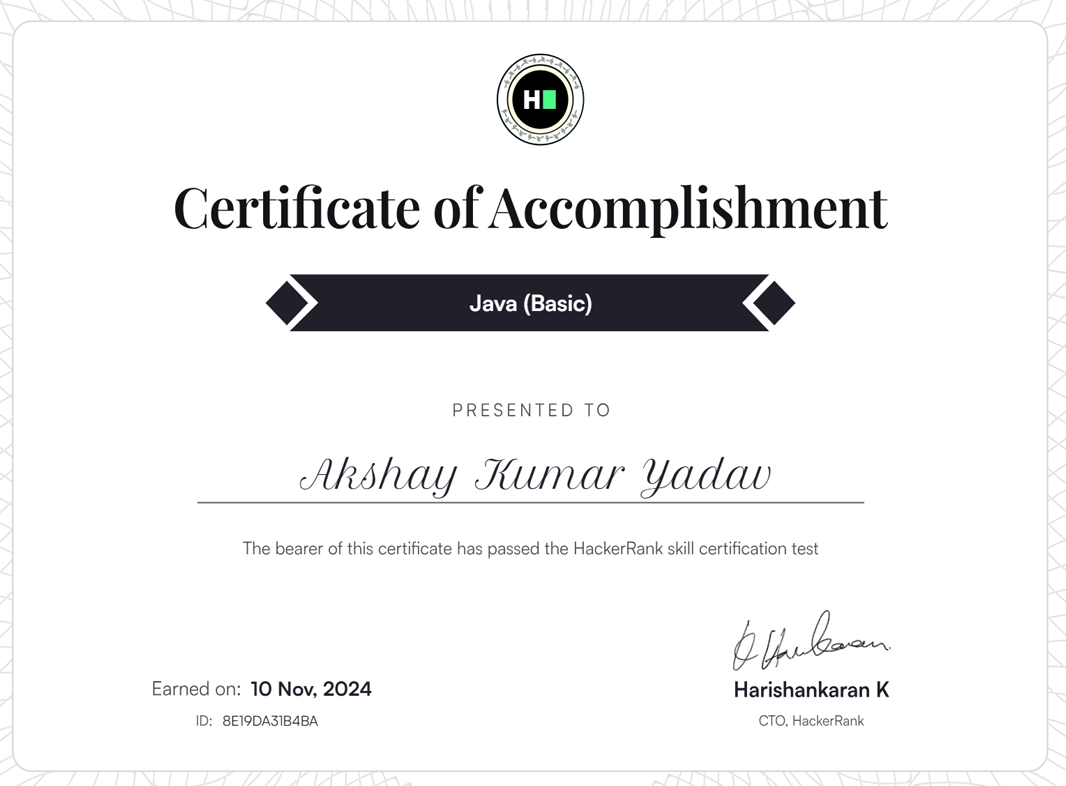 H
Certificate of Accomplishment
Java (Basic)
PRESENTED TO
Akshay Kumar Yadav
The bearer of this certificate has passed the HackerRank skill certification test
Earned on: 10 Nov, 2024
ID: 8E19DA31B4BA
Harishankaran K
CTO, HackerRank